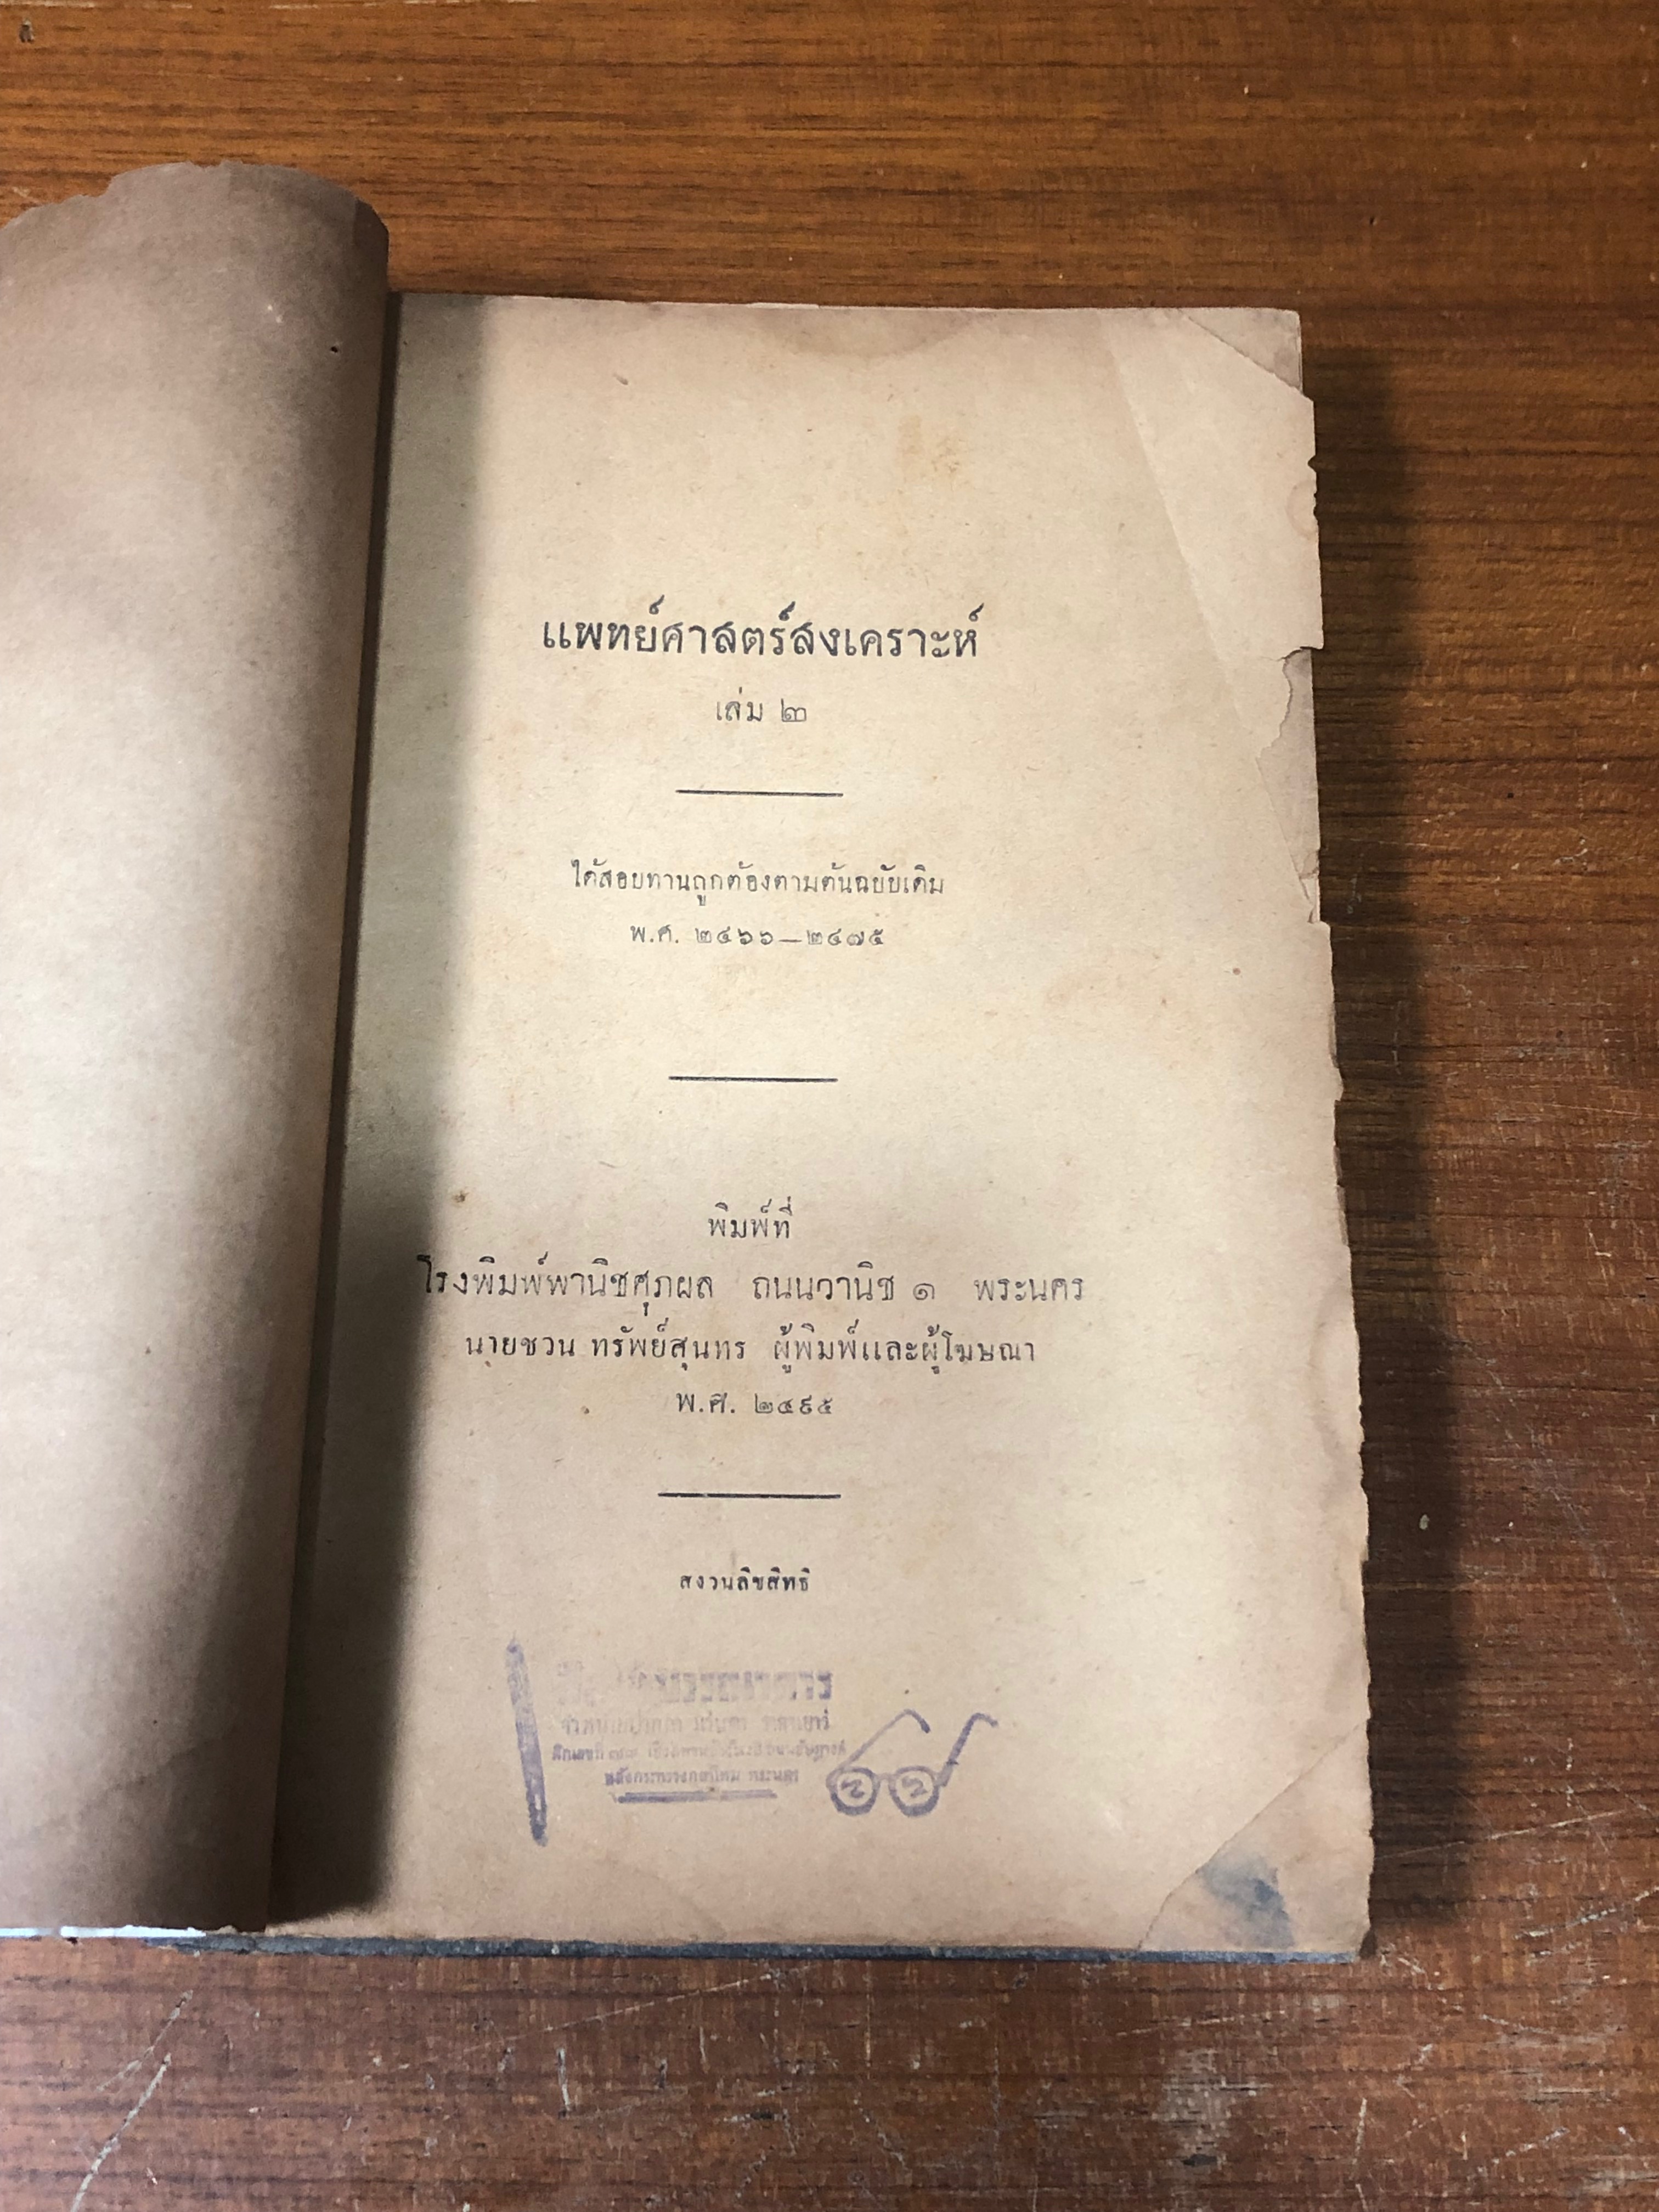 แพทย์ศาสตร์สงเคราะห์
เล่ม ๒
ได้สอบทานถูกต้องตามต้นฉบับเดิม
พ.ศ. ๒๔๖๖—๒๔๗๕
พิมพ์ที่
โรงพิมพ์พานิชศุภผล ถนนวานิช ๑ พระนคร
นายชวน ทรัพย์สุนทร ผู้พิมพ์และผู้โฆษณา
พ.ศ. ๒๔๙๕
สงวนลิขสิทธิ